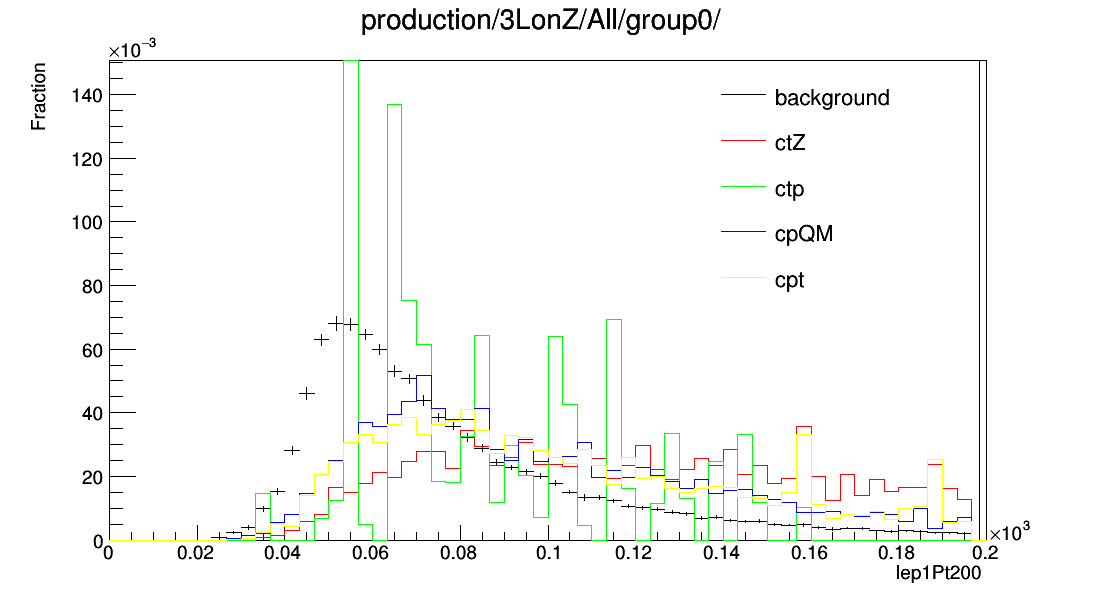 production/3LonZ/All/group0/
×10⁻³
Fraction
140
120
100
80
60
40
20
0
background
ctZ
ctp
cpQM
cpt
0 0.02 0.04 0.06 0.08 0.1 0.12 0.14 0.16 0.18 0.2
×10³
lep1Pt200